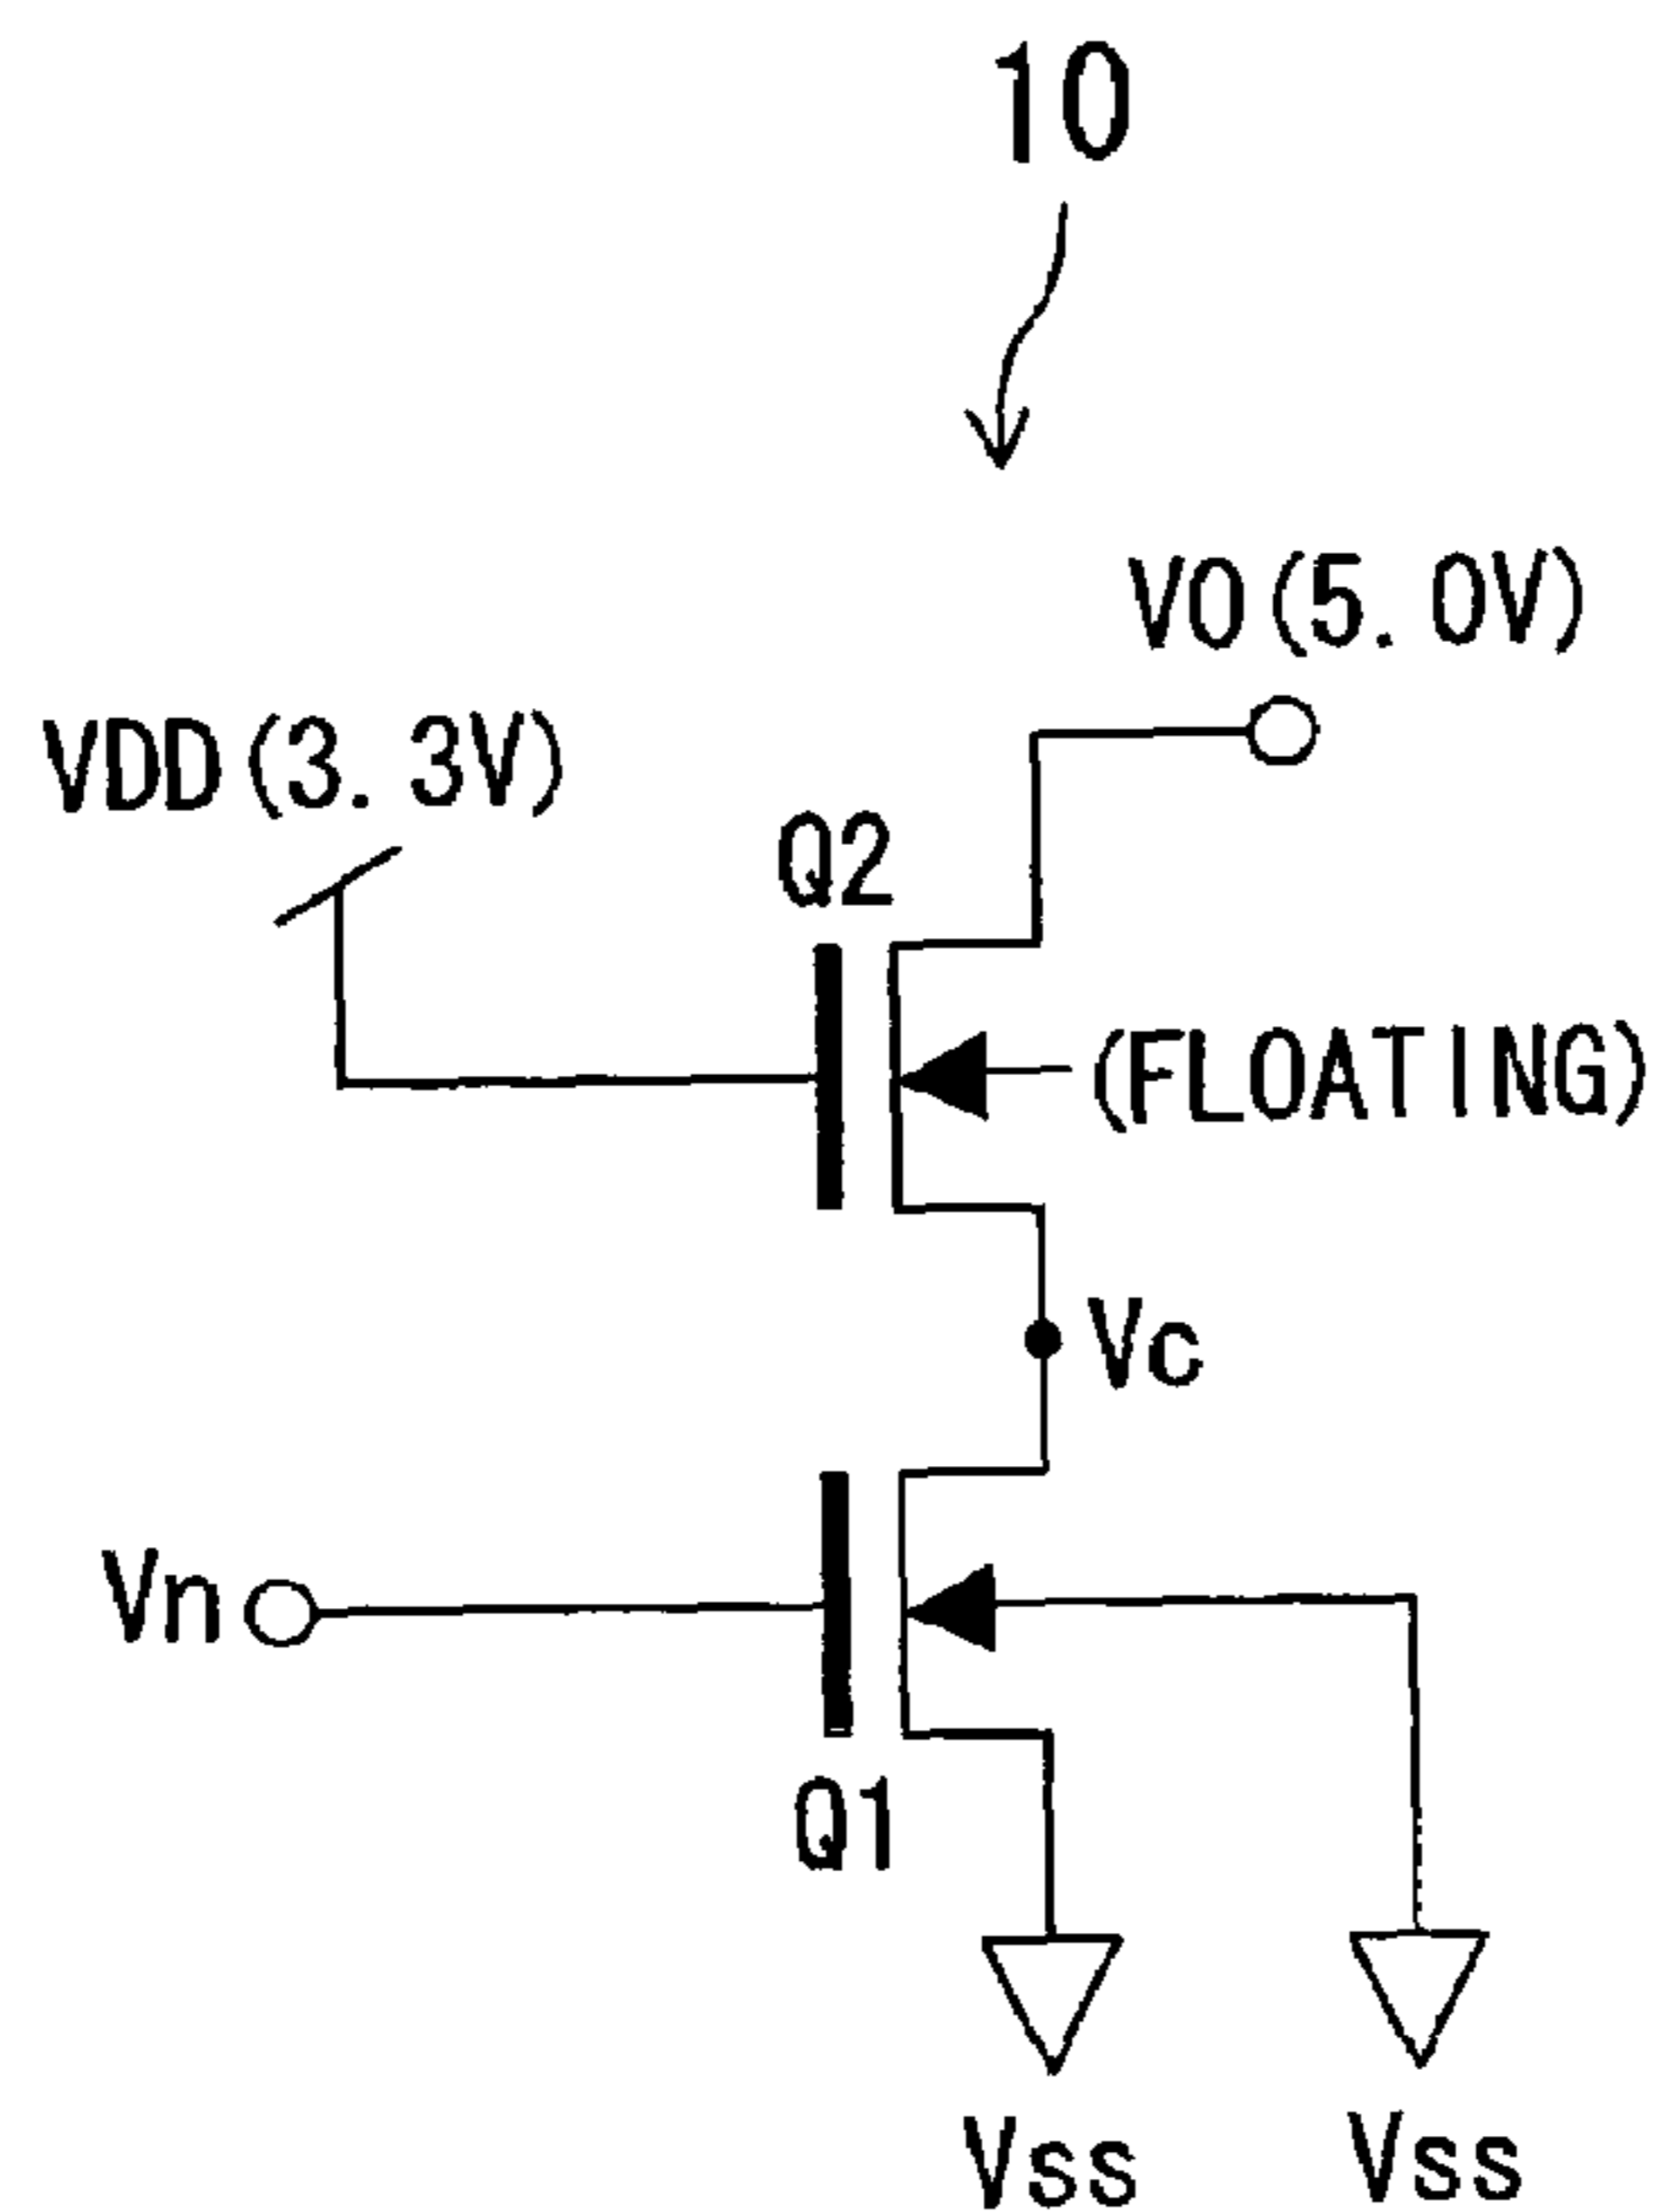 10
VO(5.0V)
VDD(3.3V)
Q2
(FLOATING)
Vc
Vn
Q1
Vss
Vss